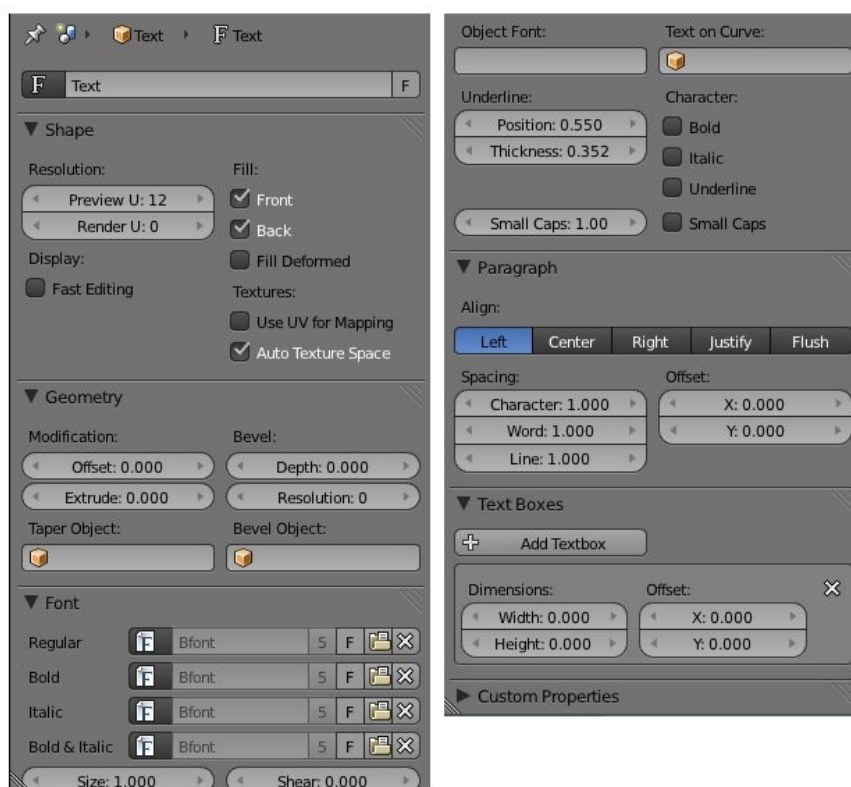 Text Text
F Text F
Shape
Resolution: Fill:
Preview U: 12 Front
Render U: 0 Back
Display: Fill Deformed
Fast Editing Textures:
Use UV for Mapping
Auto Texture Space
Geometry
Modification: Bevel:
Offset: 0.000 Depth: 0.000
Extrude: 0.000 Resolution: 0
Taper Object: Bevel Object:
Font
Regular F Bfont 5 F
Bold F Bfont 5 F
Italic F Bfont 5 F
Bold & Italic F Bfont 5 F
Size: 1.000 Shear: 0.000
Object Font: Text on Curve:
Underline: Character:
Position: 0.550 Bold
Thickness: 0.352 Italic
Underline
Small Caps: 1.00 Small Caps
Paragraph
Align:
Left Center Right Justify Flush
Spacing: Offset:
Character: 1.000 X: 0.000
Word: 1.000 Y: 0.000
Line: 1.000
Text Boxes
Add Textbox
Dimensions: Offset:
Width: 0.000 X: 0.000
Height: 0.000 Y: 0.000
Custom Properties